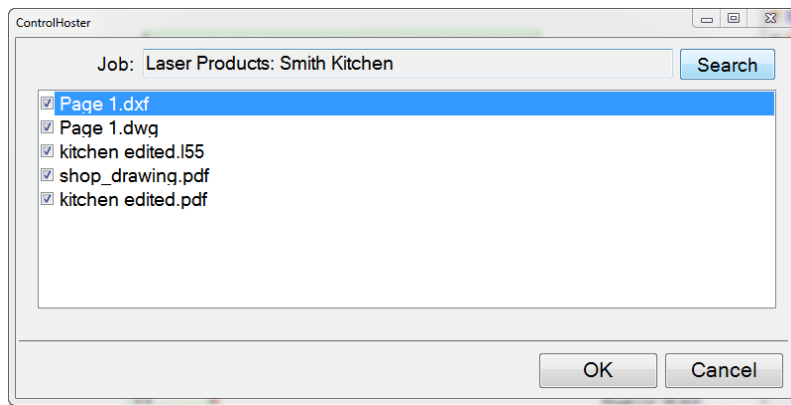 ControlHoster
Job: Laser Products: Smith Kitchen Search
Page 1.dxf
Page 1.dwg
kitchen edited.l55
shop_drawing.pdf
kitchen edited.pdf
OK Cancel